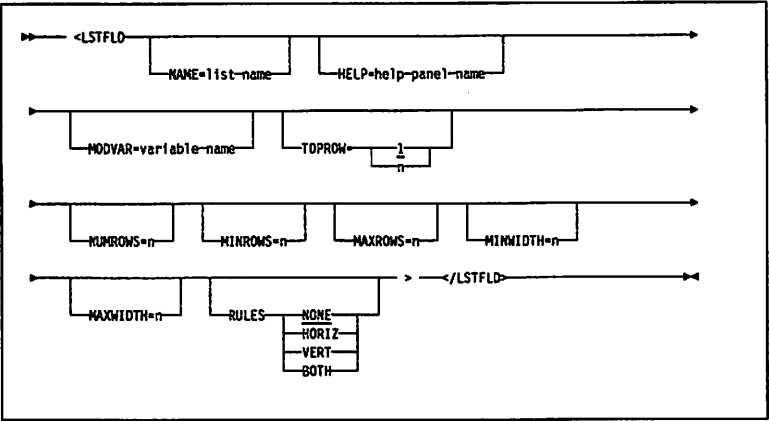 <LSTFLD
NAME=list-name HELP=help-panel-name
MODVAR=variable-name TOPROW= 1
n
NUMROWS=n MINROWS=n MAXROWS=n MINWIDTH=n
> </LSTFLD>
MAXWIDTH=n RULES NONE
HORIZ
VERT
BOTH